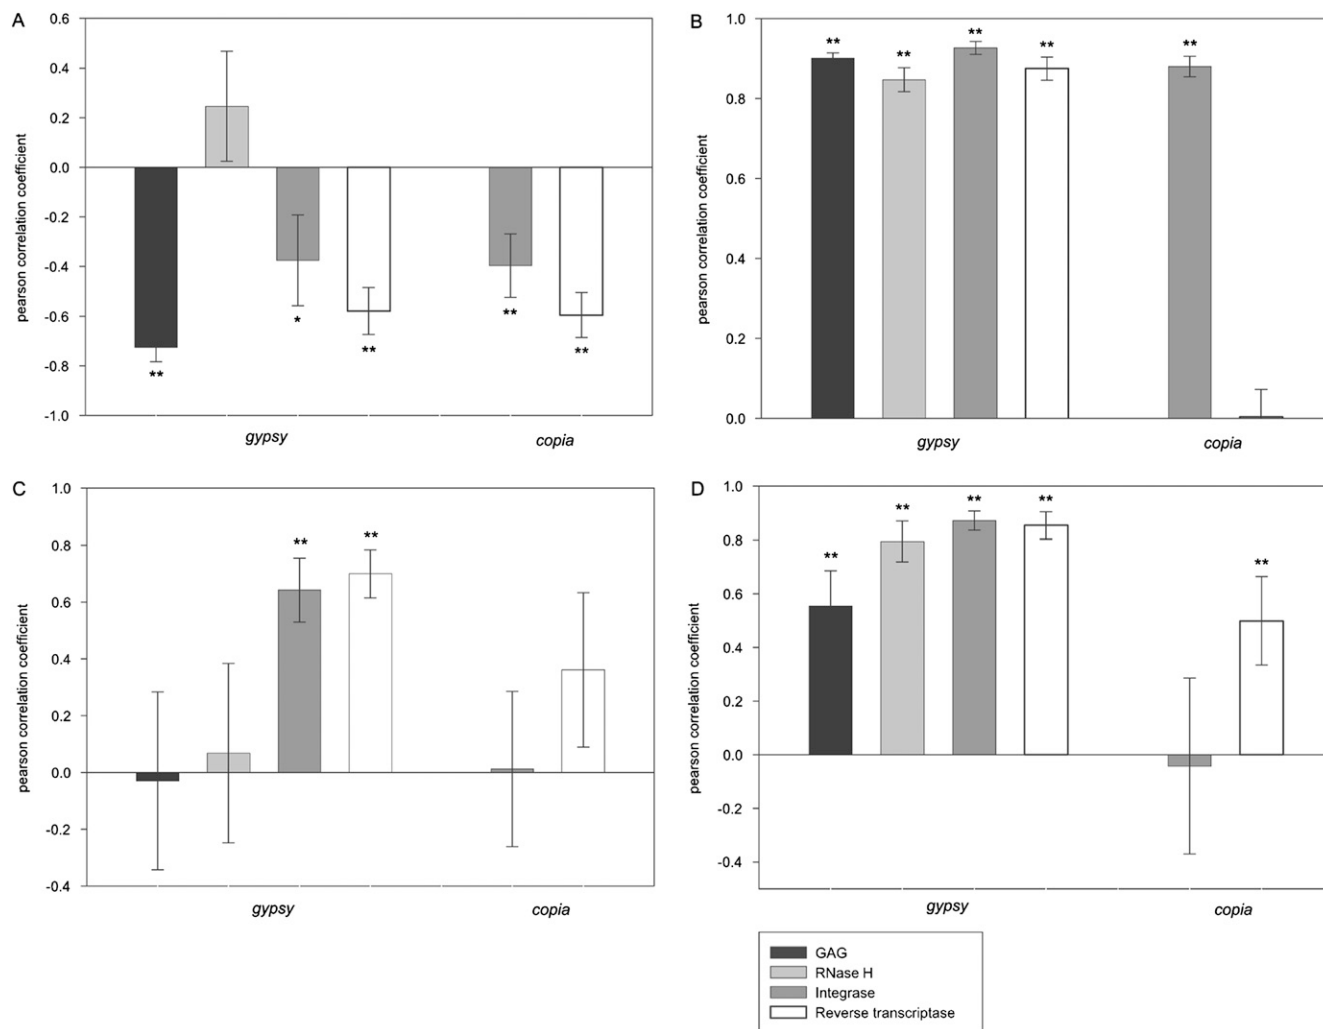 A
pearson correlation coefficient
0.6
0.4
0.2
0.0
-0.2
-0.4
-0.6
-0.8
-1.0
**
*
**
**
**
gypsy
copia
B
pearson correlation coefficient
1.0
0.8
0.6
0.4
0.2
0.0
**
**
**
**
**
gypsy
copia
C
pearson correlation coefficient
1.0
0.8
0.6
0.4
0.2
0.0
-0.2
-0.4
**
**
gypsy
copia
D
pearson correlation coefficient
1.0
0.8
0.6
0.4
0.2
0.0
-0.2
-0.4
**
**
**
**
**
gypsy
copia
GAG
RNase H
Integrase
Reverse transcriptase